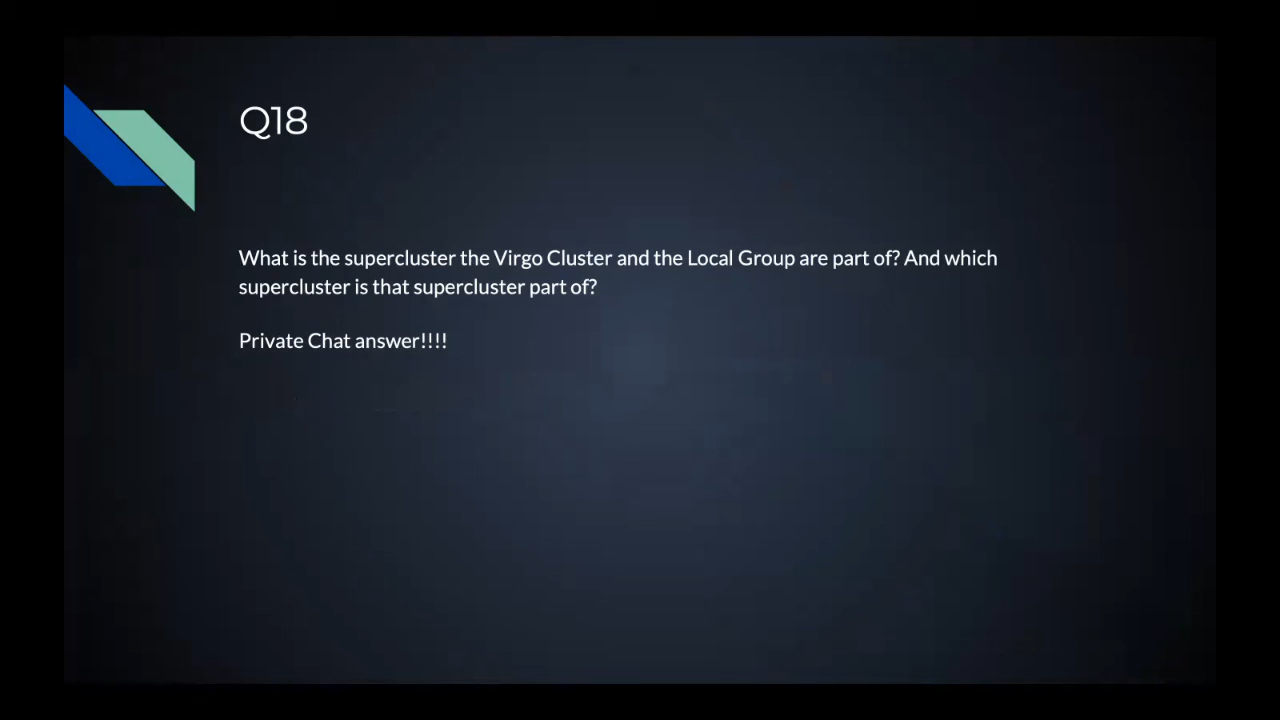 Q18
What is the supercluster the Virgo Cluster and the Local Group are part of? And which
supercluster is that supercluster part of?
Private Chat answer!!!!